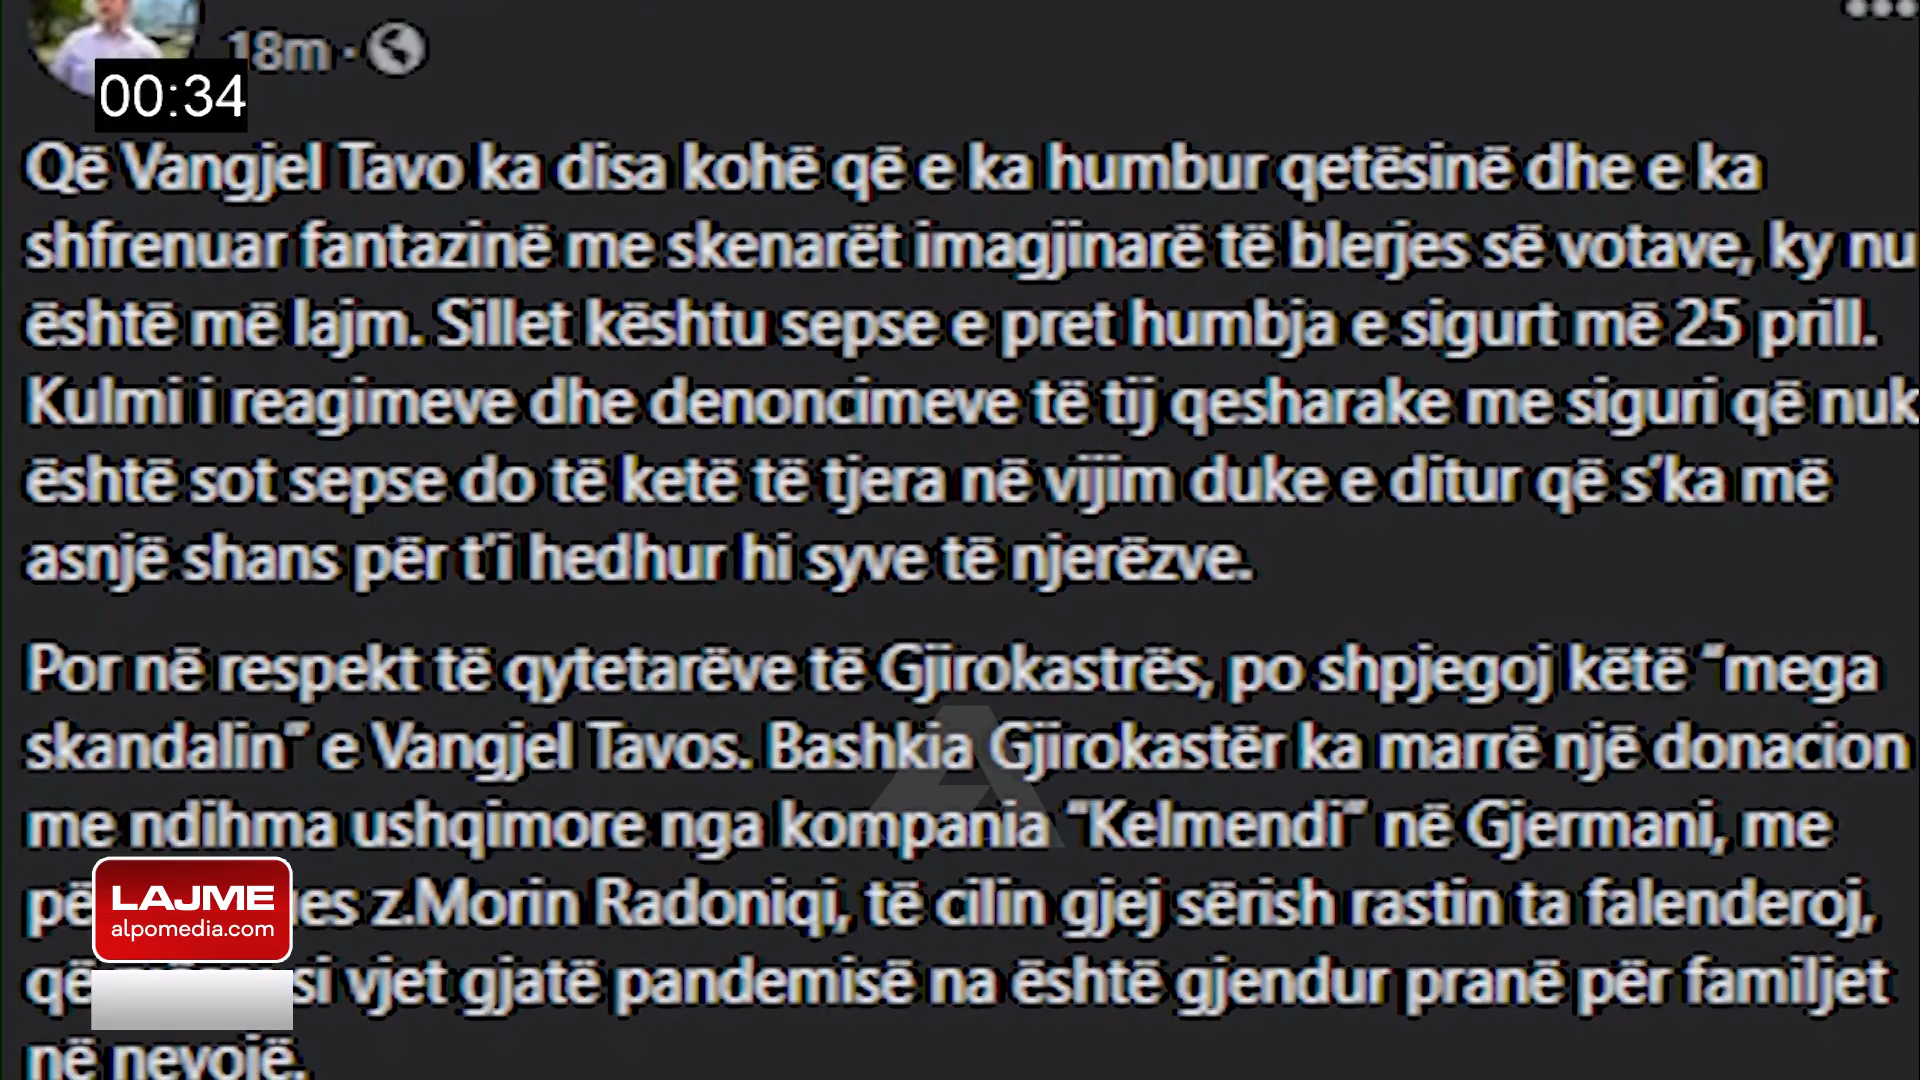 18m ·
00:34
Që Vangjel Tavo ka disa kohë që e ka humbur qetësinë dhe e ka
shfrenuar fantazinë me skenarët imagjinarë të blerjes së votave, ky nu
është më lajm. Sillet kështu sepse e pret humbja e sigurt më 25 prill.
Kulmi i reagimeve dhe denoncimeve të tij qesharake me siguri që nuk
është sot sepse do të ketë të tjera në vijim duke e ditur që s’ka më
asnjë shans për t’i hedhur hi syve të njerëzve.
Por në respekt të qytetarëve të Gjirokastrës, po shpjegoj këtë “mega
skandalin” e Vangjel Tavos. Bashkia Gjirokastër ka marrë një donacion
me ndihma ushqimore nga kompania “Kelmendi” në Gjermani, me
z.Morin Radoniqi, të cilin gjej sërish rastin ta falenderoj,
që si vjet gjatë pandemisë na është gjendur pranë për familjet
në nevojë.
LAJME
alpomedia.com